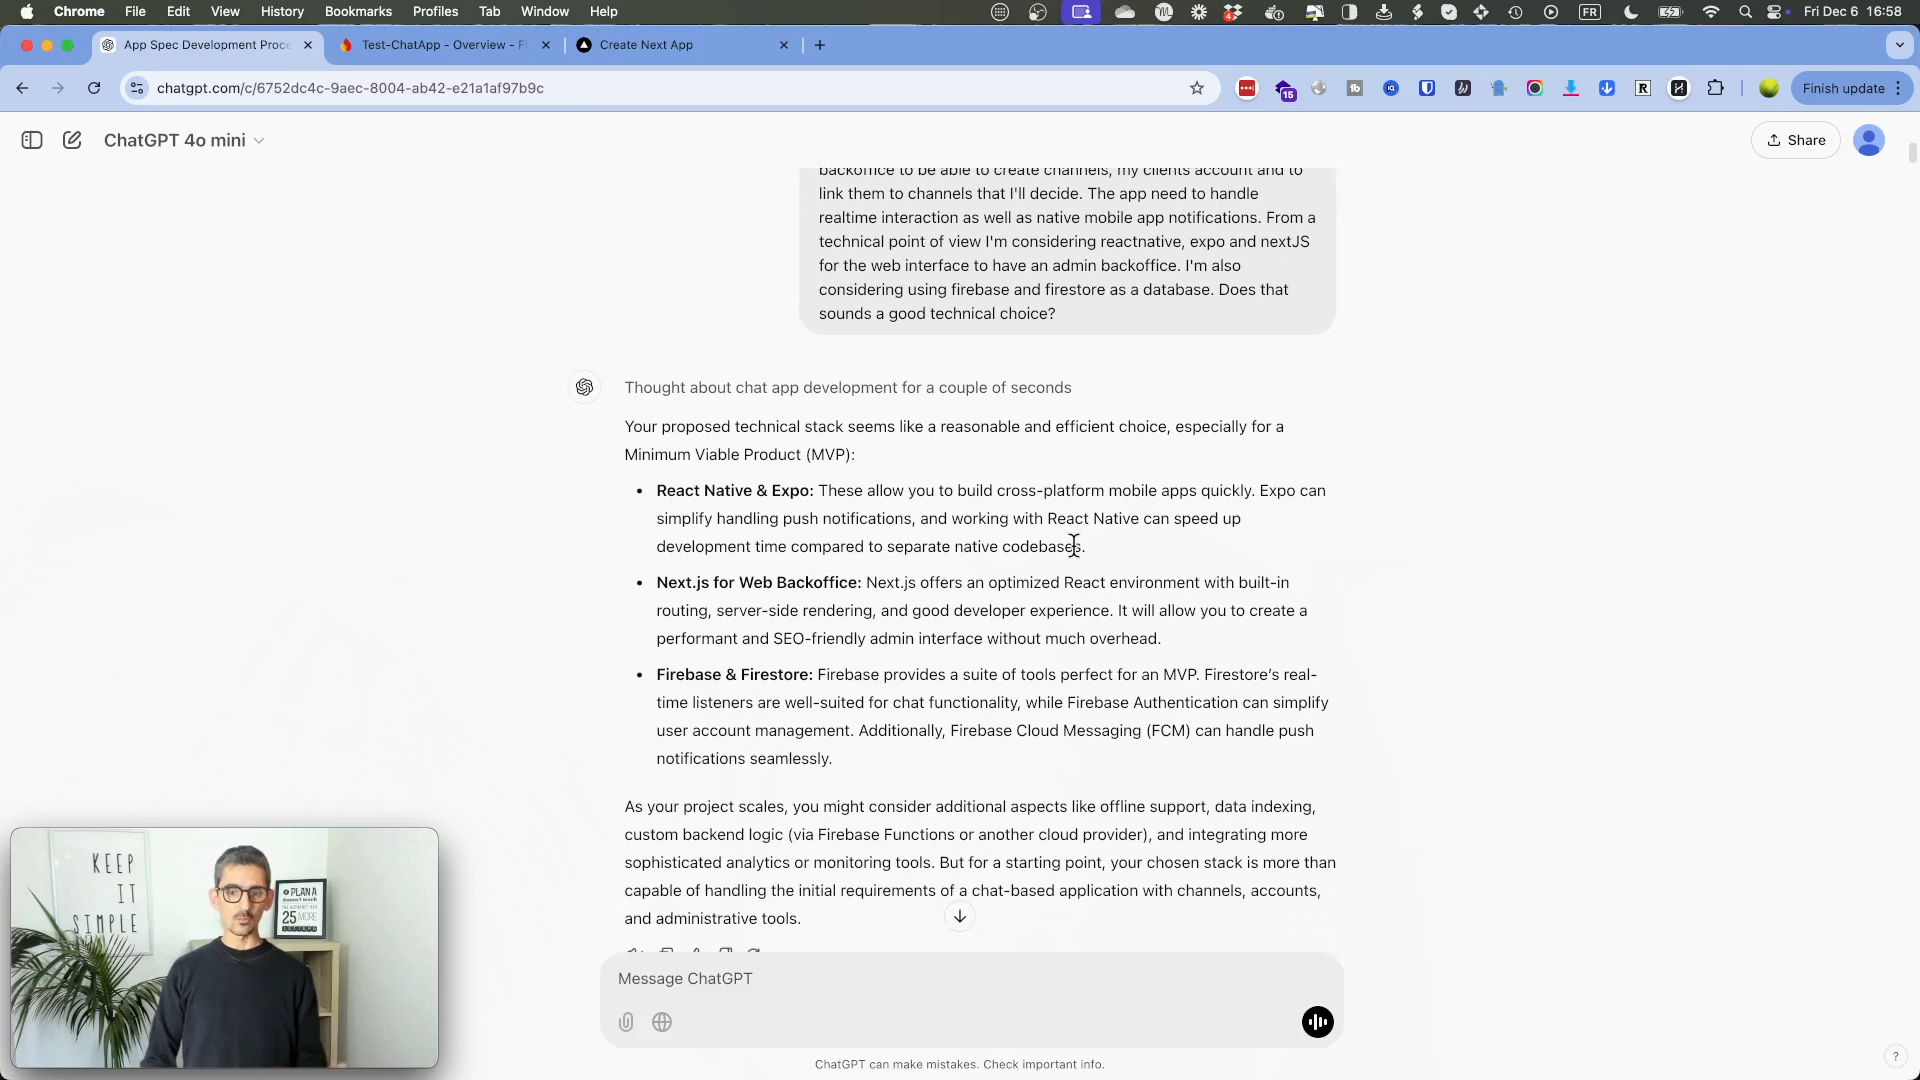 Chrome File Edit View History Bookmarks Profiles Tab Window Help FR Fri Dec 6 16:58
App Spec Development Proce Test-ChatApp - Overview - Fi Create Next App
chatgpt.com/c/6752dc4c-9aec-8004-ab42-e21a1af97b9c 15 Finish update
ChatGPT 4o mini Share
backoffice to be able to create channels, my clients account and to
link them to channels that I'll decide. The app need to handle
realtime interaction as well as native mobile app notifications. From a
technical point of view I'm considering reactnative, expo and nextJS
for the web interface to have an admin backoffice. I'm also
considering using firebase and firestore as a database. Does that
sounds a good technical choice?
Thought about chat app development for a couple of seconds
Your proposed technical stack seems like a reasonable and efficient choice, especially for a
Minimum Viable Product (MVP):
• React Native & Expo: These allow you to build cross-platform mobile apps quickly. Expo can
simplify handling push notifications, and working with React Native can speed up
development time compared to separate native codebases.
• Next.js for Web Backoffice: Next.js offers an optimized React environment with built-in
routing, server-side rendering, and good developer experience. It will allow you to create a
performant and SEO-friendly admin interface without much overhead.
• Firebase & Firestore: Firebase provides a suite of tools perfect for an MVP. Firestore’s real-
time listeners are well-suited for chat functionality, while Firebase Authentication can simplify
user account management. Additionally, Firebase Cloud Messaging (FCM) can handle push
notifications seamlessly.
As your project scales, you might consider additional aspects like offline support, data indexing,
custom backend logic (via Firebase Functions or another cloud provider), and integrating more
sophisticated analytics or monitoring tools. But for a starting point, your chosen stack is more than
capable of handling the initial requirements of a chat-based application with channels, accounts,
and administrative tools.
Message ChatGPT
ChatGPT can make mistakes. Check important info.
?
KEEP
IT
SIMPLE
PLAN A
doesn't work
25 MORE
LETTERS